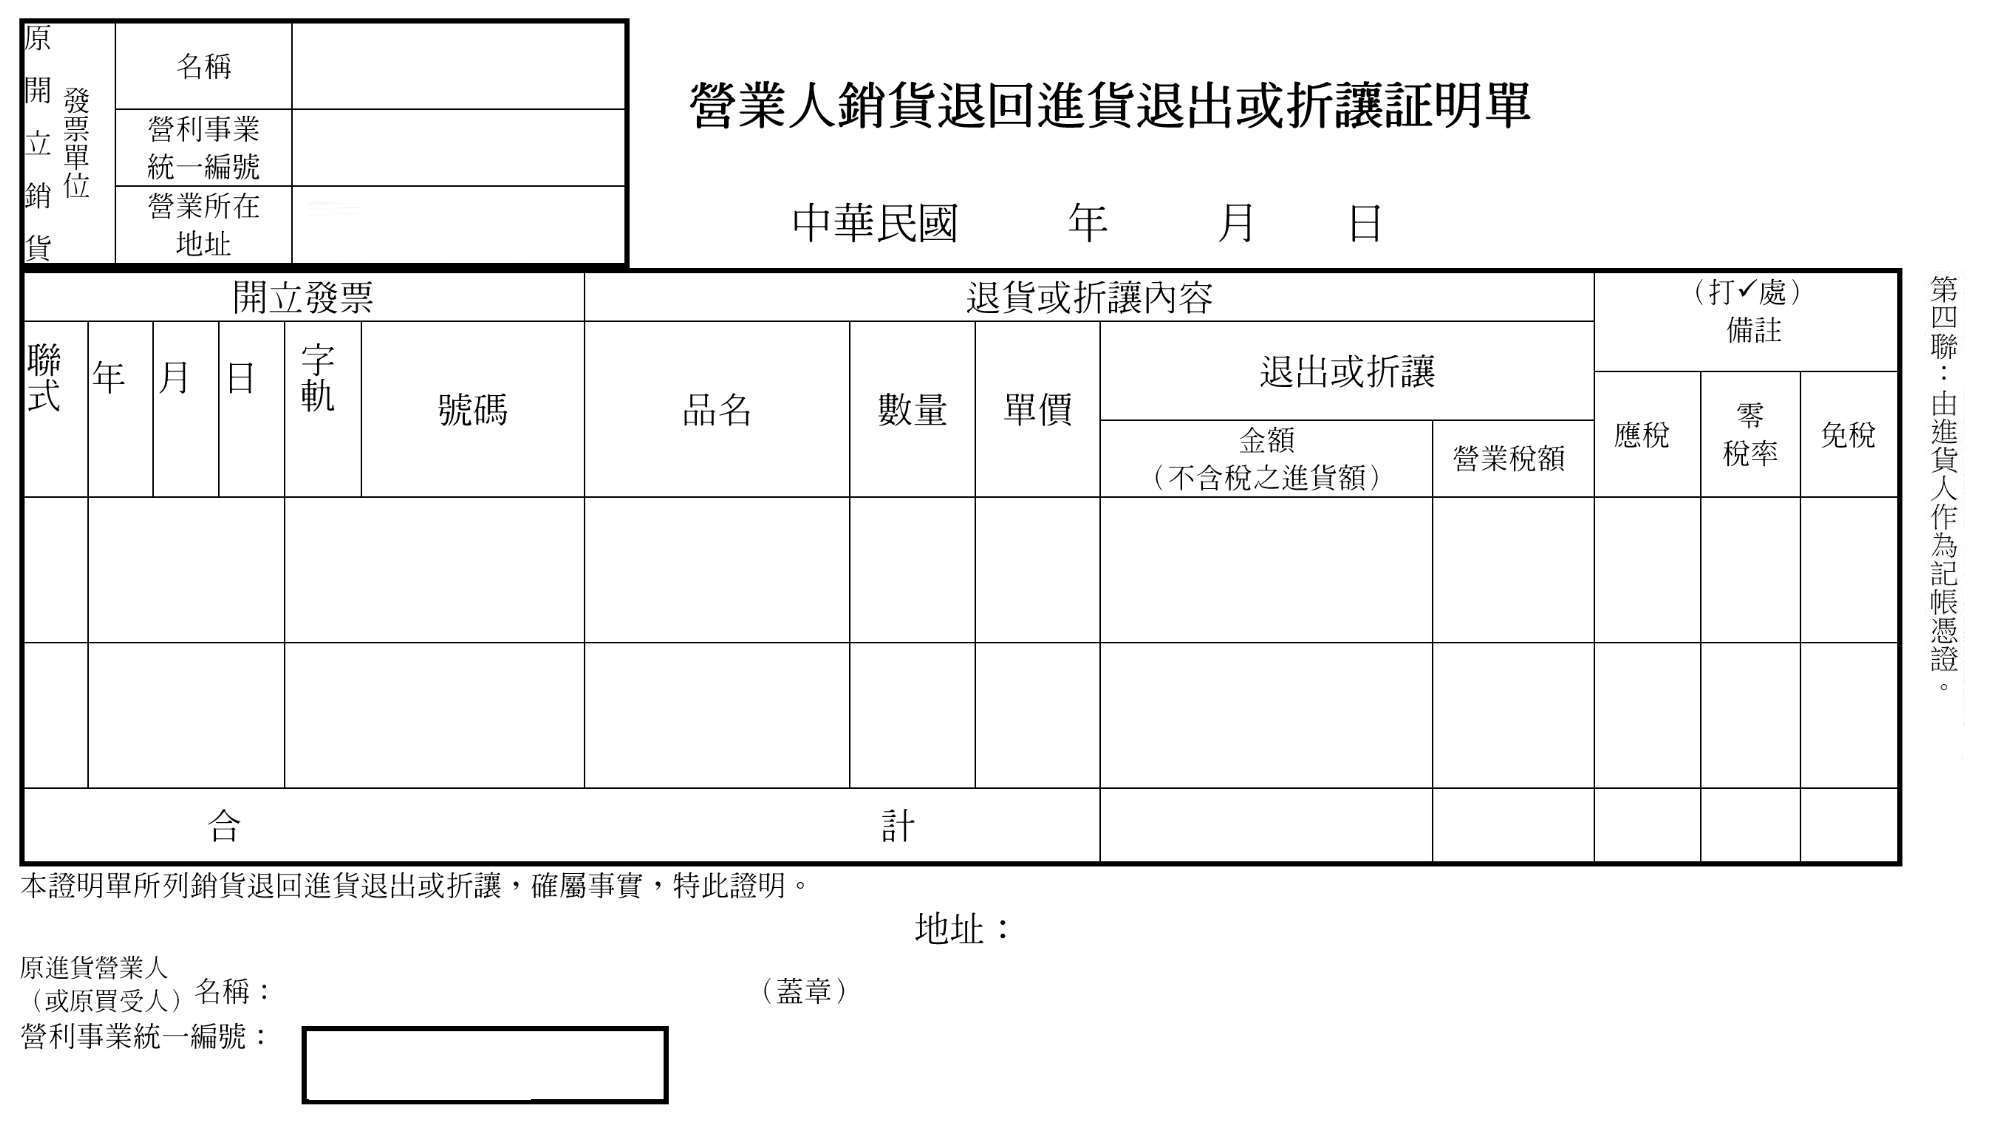 原開立銷貨
發票單位
名稱
營利事業
統一編號
營業所在
地址
營業人銷貨退回進貨退出或折讓証明單
中華民國 年 月 日
開立發票
退貨或折讓內容
（打✓處）
備註
聯式
年
月
日
字軌
號碼
品名
數量
單價
退出或折讓
金額
（不含稅之進貨額）
營業稅額
應稅
零
稅率
免稅
合 計
第四聯：由進貨人作為記帳憑證。
本證明單所列銷貨退回進貨退出或折讓，確屬事實，特此證明。
地址：
原進貨營業人
（或原買受人）名稱： （蓋章）
營利事業統一編號：